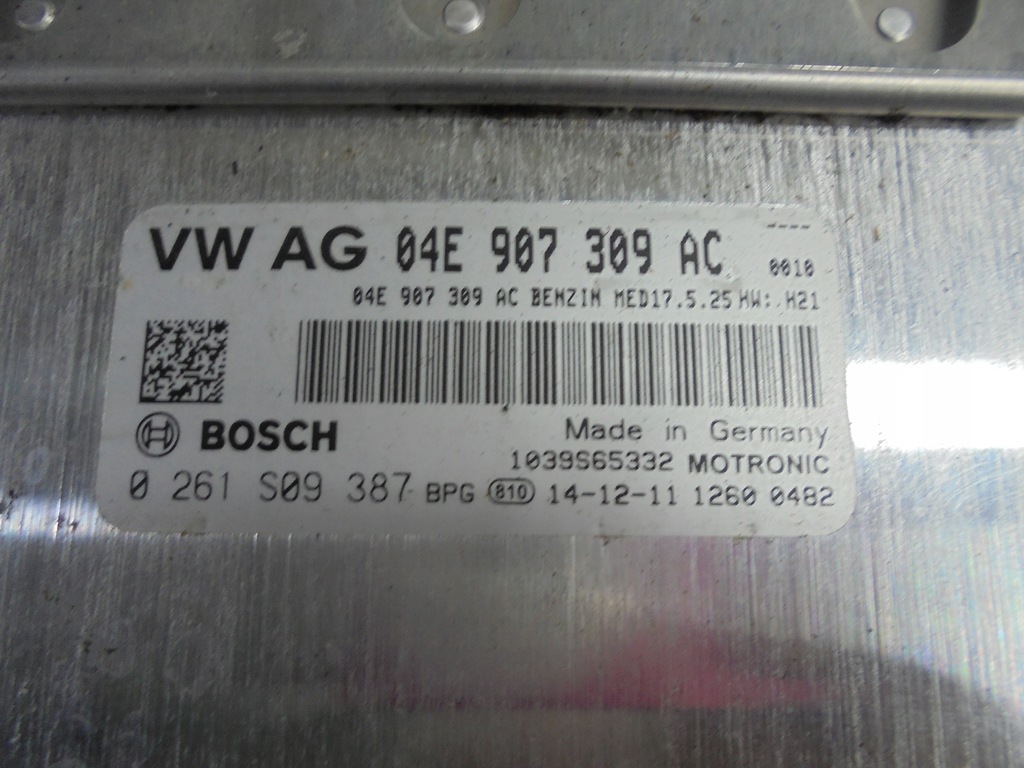 VW AG 04E 907 309 AC ----
0010
04E 907 309 AC BENZIN MED17.5.25 HW: H21
BOSCH
Made in Germany
1039S65332 MOTRONIC
0 261 S09 387 BPG 810 14-12-11 1260 0482